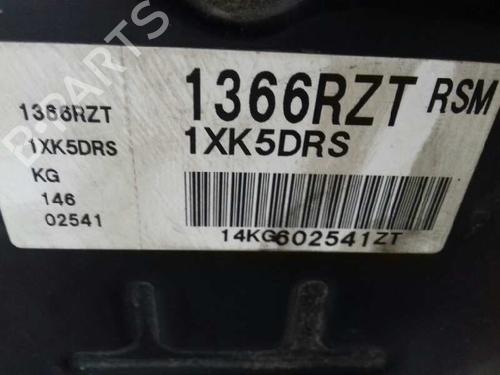 1366RZT
1XK5DRS
KG
146
02541
1366RZT RSM
1XK5DRS
14KG602541ZT
B-PARTS